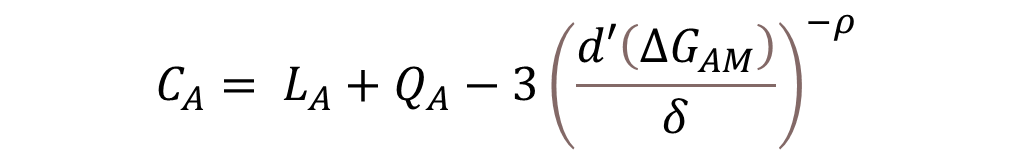 C_A = L_A + Q_A − 3 (d′(ΔG_AM) / δ)^−ρ